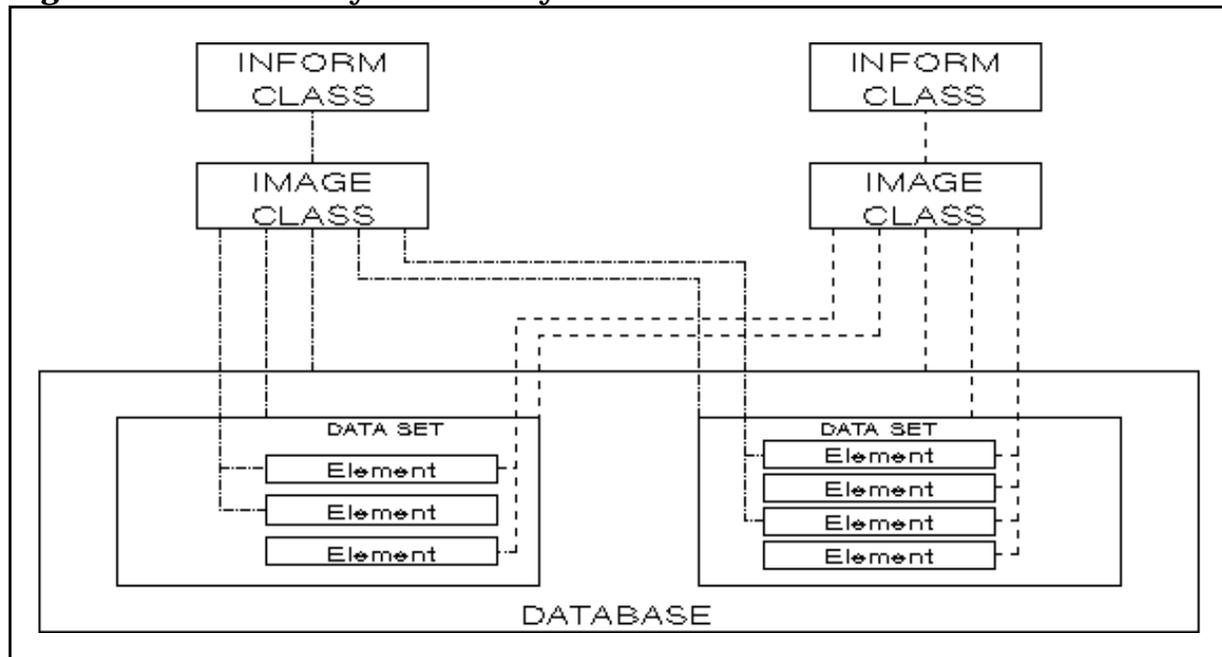 INFORM
CLASS
INFORM
CLASS
IMAGE
CLASS
IMAGE
CLASS
DATA SET
Element
Element
Element
DATA SET
Element
Element
Element
Element
DATABASE